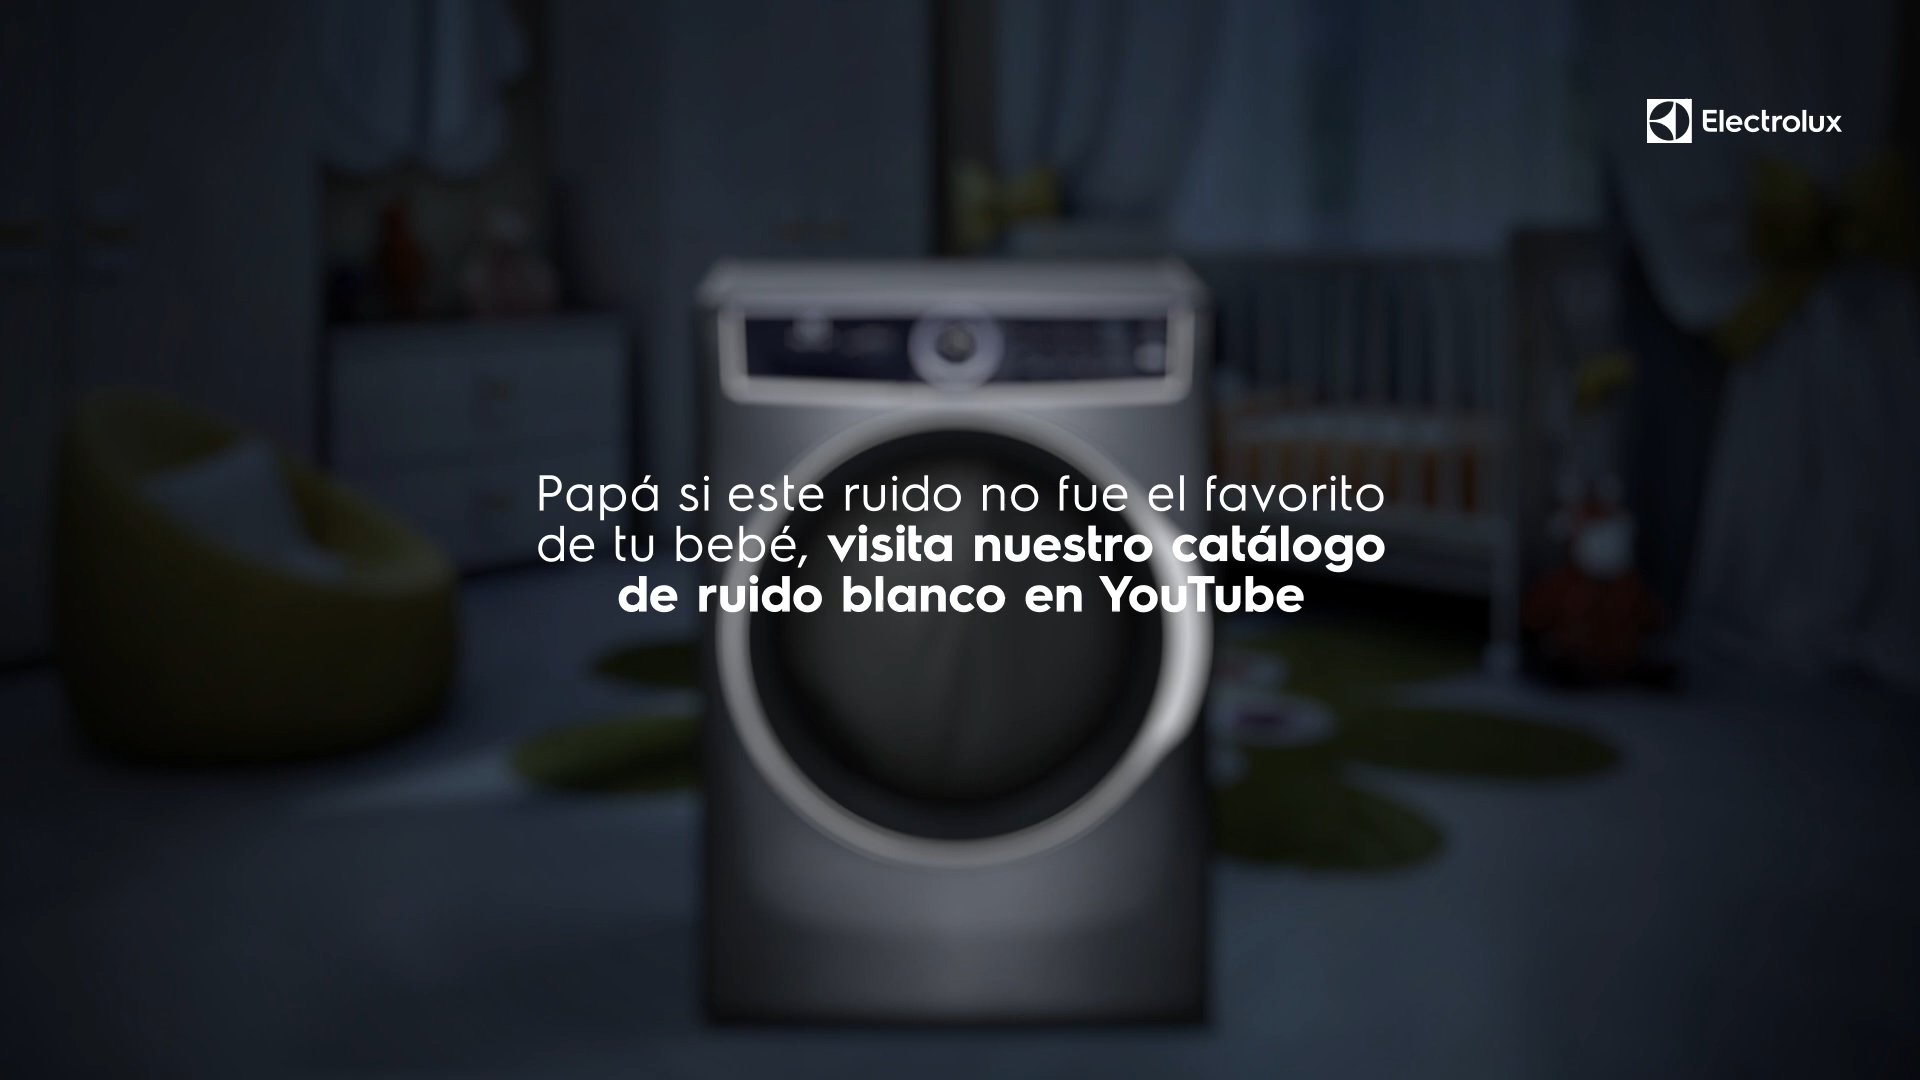 Electrolux
Papá si este ruido no fue el favorito
de tu bebé, visita nuestro catálogo
de ruido blanco en YouTube